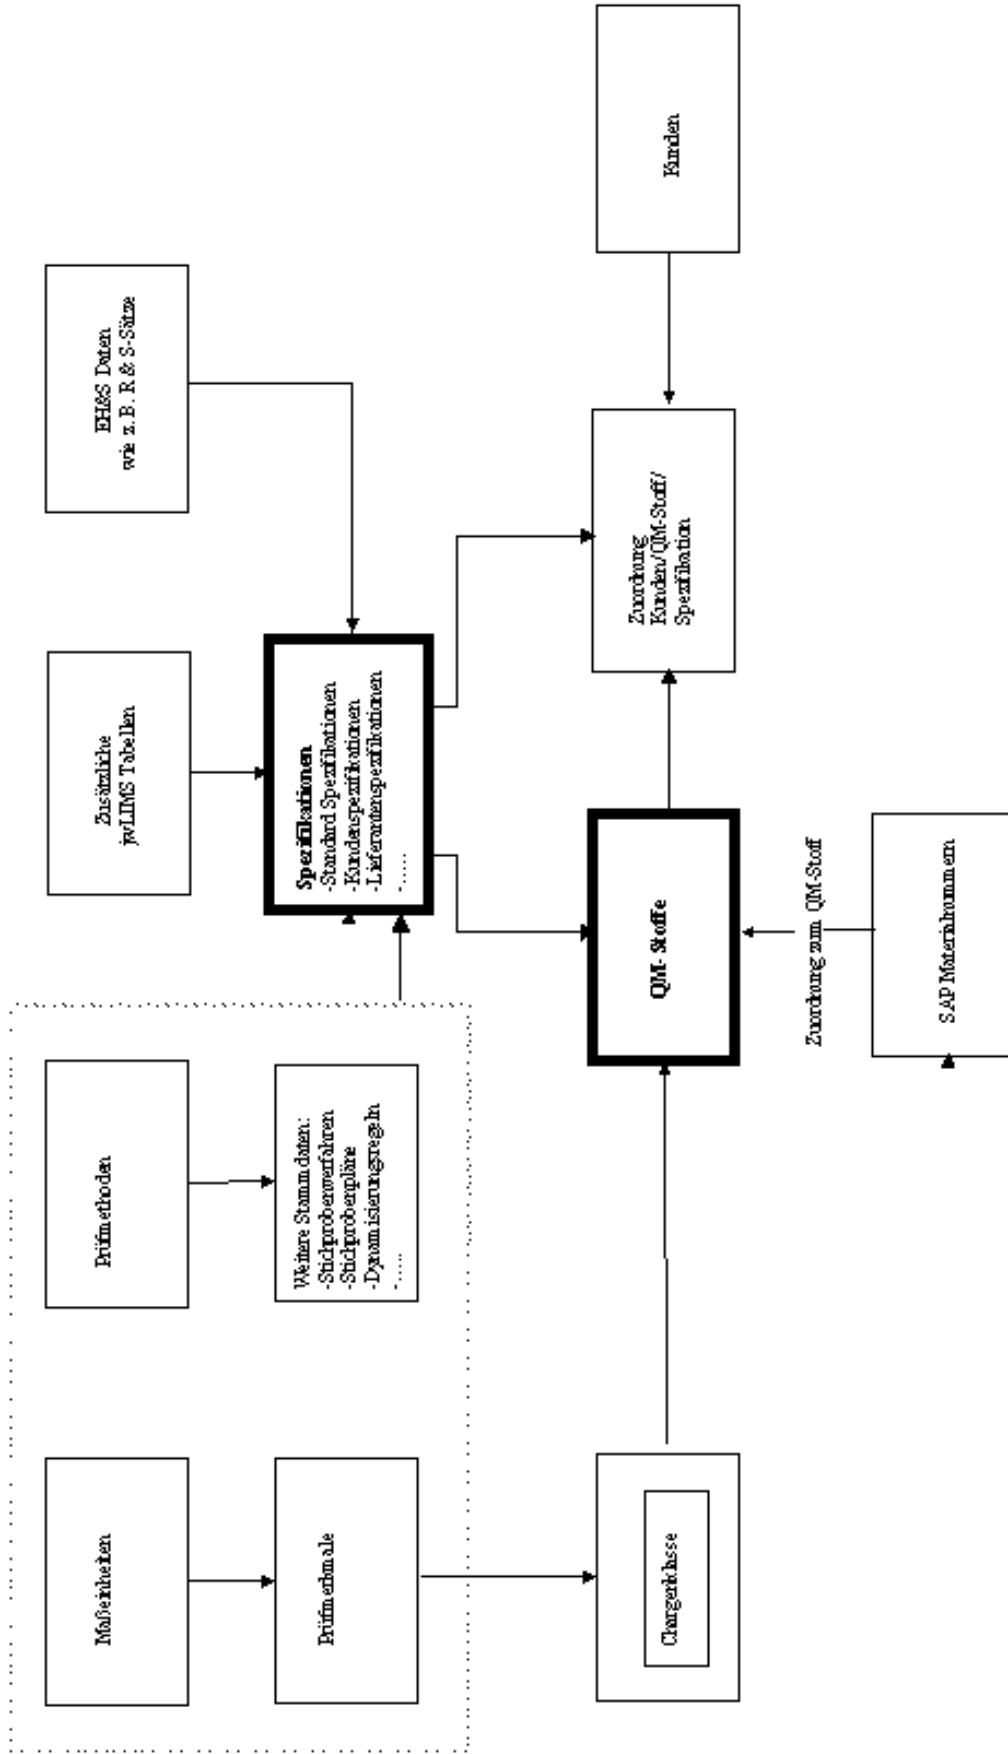 Maßeinheiten
Prüfmethoden
Zusätzliche
jwLIMS Tabellen
EH&S Daten
wie z. B. R & S-Sätze
Prüfmerkmale
Weitere Stammdaten:
-Stichprobenverfahren
-Stichprobenpläne
-Dynamisierungsregeln
-.....
Spezifikationen
-Standard Spezifikationen
-Kundenspezifikationen
-Lieferantenspezifikationen
-.....
Chargenklasse
QM- Stoffe
Zuordnung
Kunden/QM-Stoff/
Spezifikation
Kunden
Zuordnung zum QM-Stoff
SAP Materialnummern